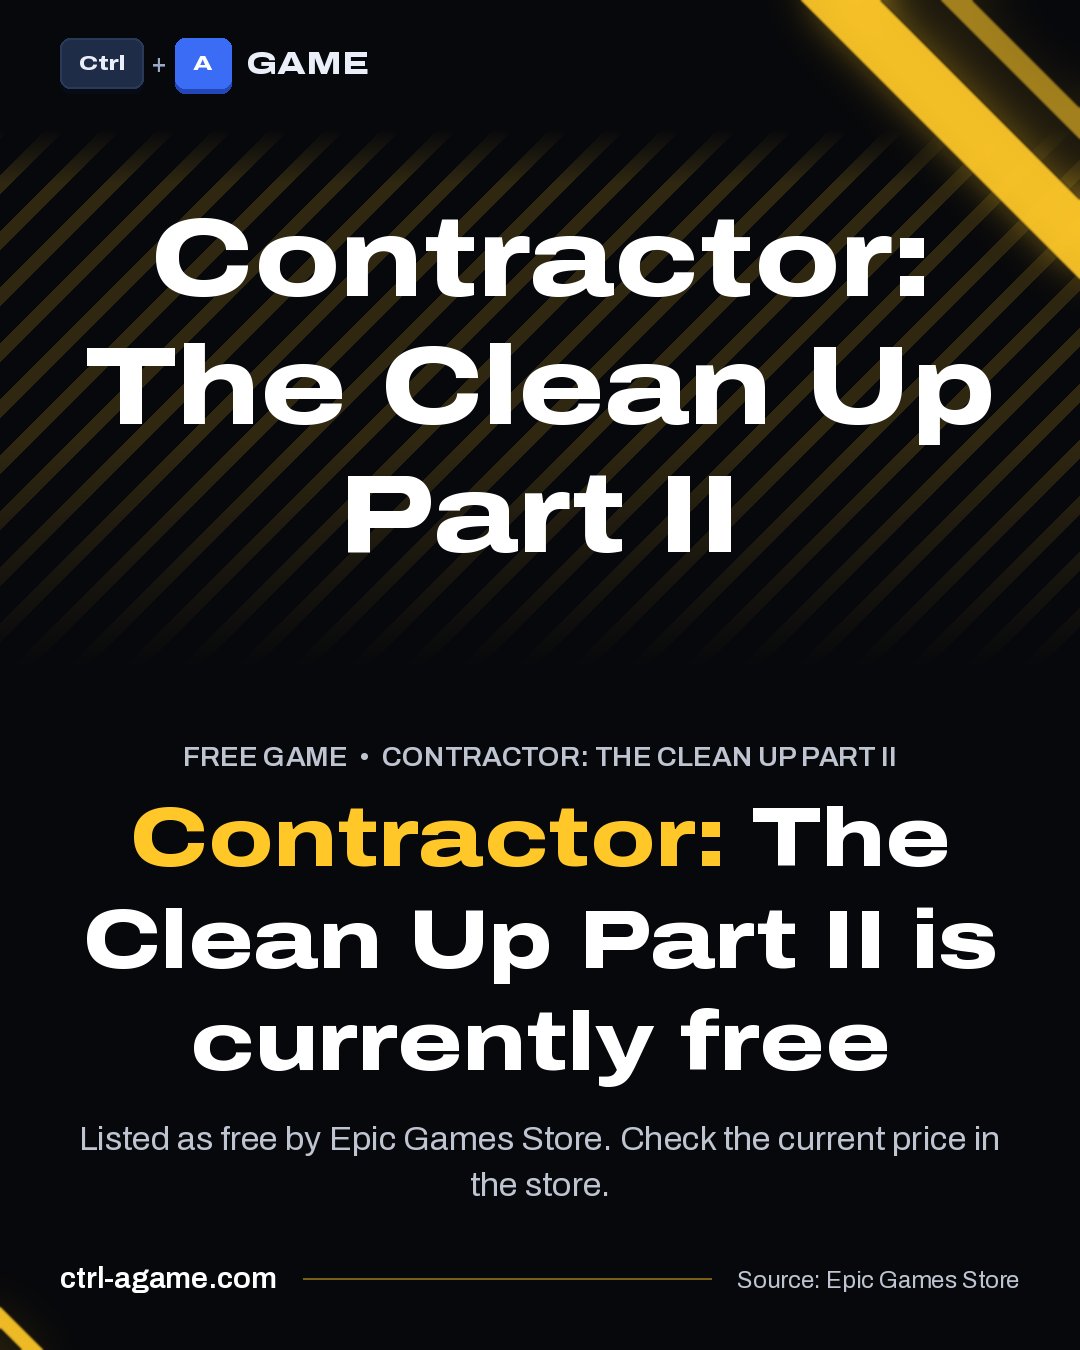 Ctrl + A GAME
Contractor:
The Clean Up
Part II
FREE GAME • CONTRACTOR: THE CLEAN UP PART II
Contractor: The
Clean Up Part II is
currently free
Listed as free by Epic Games Store. Check the current price in
the store.
ctrl-agame.com
Source: Epic Games Store